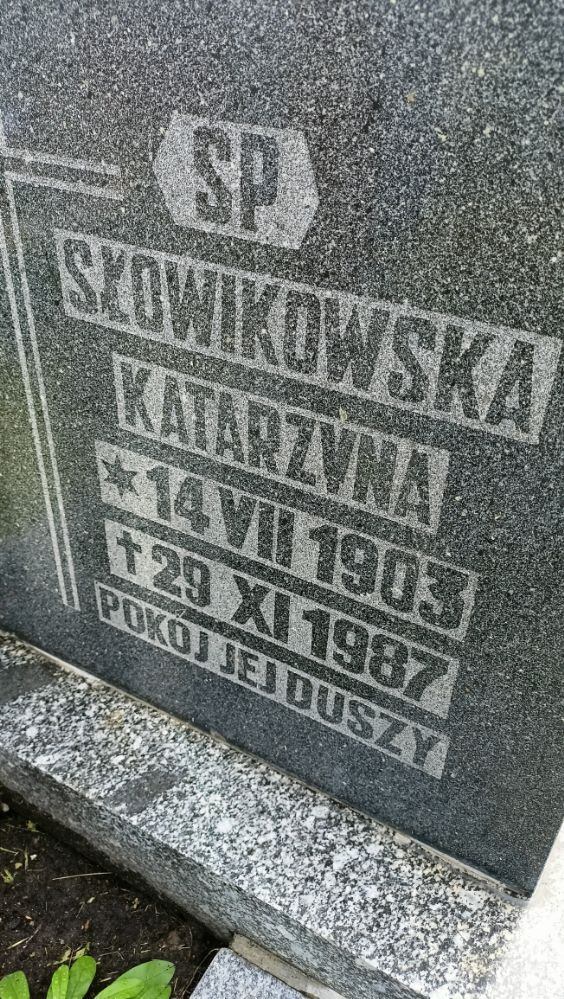 SP
SŁOWIKOWSKA
KATARZYNA
* 14 VII 1903
† 29 XI 1987
POKÓJ JEJ DUSZY